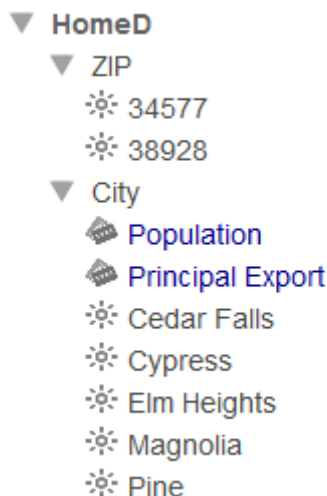 HomeD
ZIP
34577
38928
City
Population
Principal Export
Cedar Falls
Cypress
Elm Heights
Magnolia
Pine